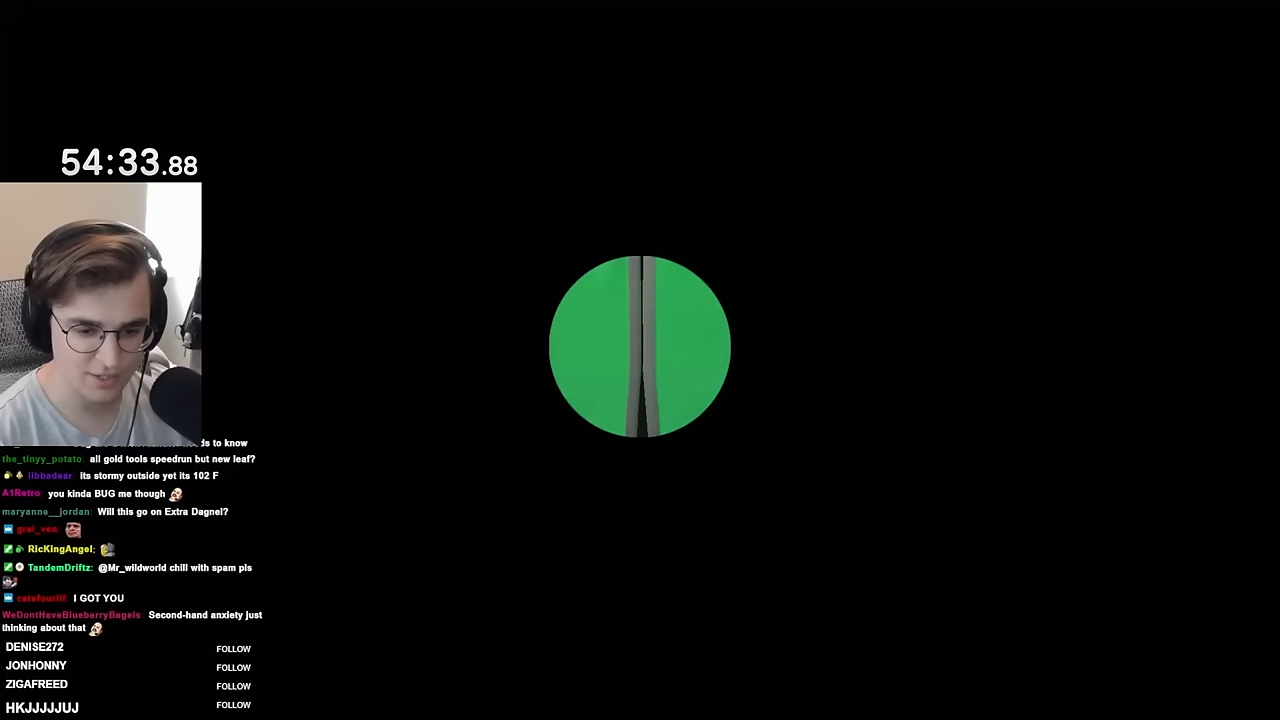 54:33.88
ds to know
the_tinyy_potato: all gold tools speedrun but new leaf?
libbadear: its stormy outside yet its 102 F
A1Retro: you kinda BUG me though
maryanne__jordan: Will this go on Extra Dagnel?
grei_ven
RicKingAngel:
TandemDriftz: @Mr_wildworld chill with spam pls
catsfourlif I GOT YOU
WeDontHaveBlueberryBagels: Second-hand anxiety just
thinking about that
DENISE272 FOLLOW
JONHONNY FOLLOW
ZIGAFREED FOLLOW
HKJJJJJUJ FOLLOW